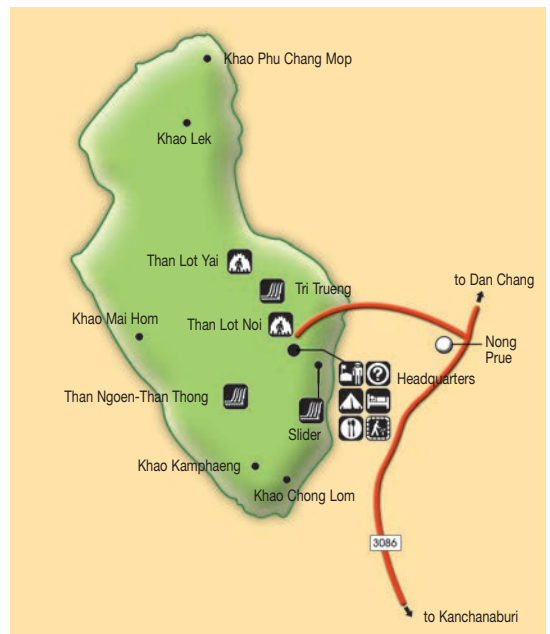 Khao Phu Chang Mop
Khao Lek
Than Lot Yai
Tri Trueng
to Dan Chang
Khao Mai Hom
Than Lot Noi
Nong
Prue
?
Headquarters
Than Ngoen-Than Thong
Slider
Khao Kamphaeng
Khao Chong Lom
3086
to Kanchanaburi